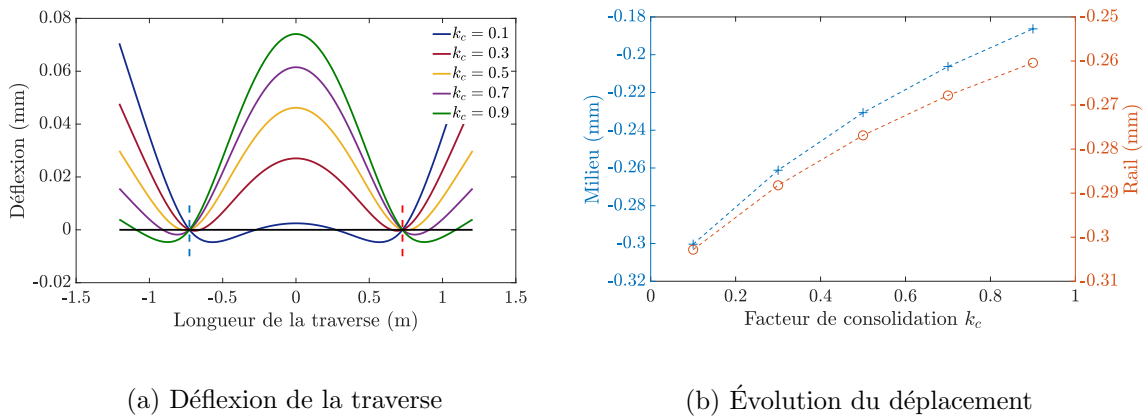 0.08
0.06
0.04
0.02
0
0.02
-1.5
-1
-0.5
0
0.5
1
1.5
Déflexion (mm)
Longueur de la traverse (m)
k_c = 0.1
k_c = 0.3
k_c = 0.5
k_c = 0.7
k_c = 0.9
(a) Déflexion de la traverse
-0.18
-0.2
-0.22
-0.24
-0.26
-0.28
-0.3
-0.32
Milieu (mm)
0
0.2
0.4
0.6
0.8
1
Facteur de consolidation k_c
-0.25
-0.26
-0.27
-0.28
-0.29
-0.3
-0.31
Rail (mm)
(b) Évolution du déplacement